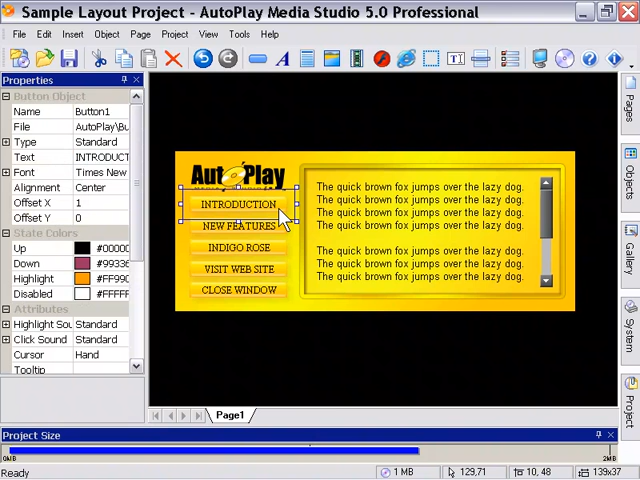 Sample Layout Project - AutoPlay Media Studio 5.0 Professional
File Edit Insert Object Page Project View Tools Help
Properties
Button Object
Name Button1
File AutoPlay\Bu
Type Standard
Text INTRODUCT
Font Times New
Alignment Center
Offset X 1
Offset Y 0
State Colors
Up #00000
Down #99336
Highlight #FF990
Disabled #FFFFF
Attributes
Highlight Sou Standard
Click Sound Standard
Cursor Hand
Tooltip
AutoPlay
INTRODUCTION
NEW FEATURES
INDIGO ROSE
VISIT WEB SITE
CLOSE WINDOW
The quick brown fox jumps over the lazy dog.
The quick brown fox jumps over the lazy dog.
The quick brown fox jumps over the lazy dog.
The quick brown fox jumps over the lazy dog.
The quick brown fox jumps over the lazy dog.
The quick brown fox jumps over the lazy dog.
The quick brown fox jumps over the lazy dog.
Pages
Objects
Gallery
System
Project
Page1
Project Size
0MB
2MB
Ready
1 MB
129,71
10, 48
139x37